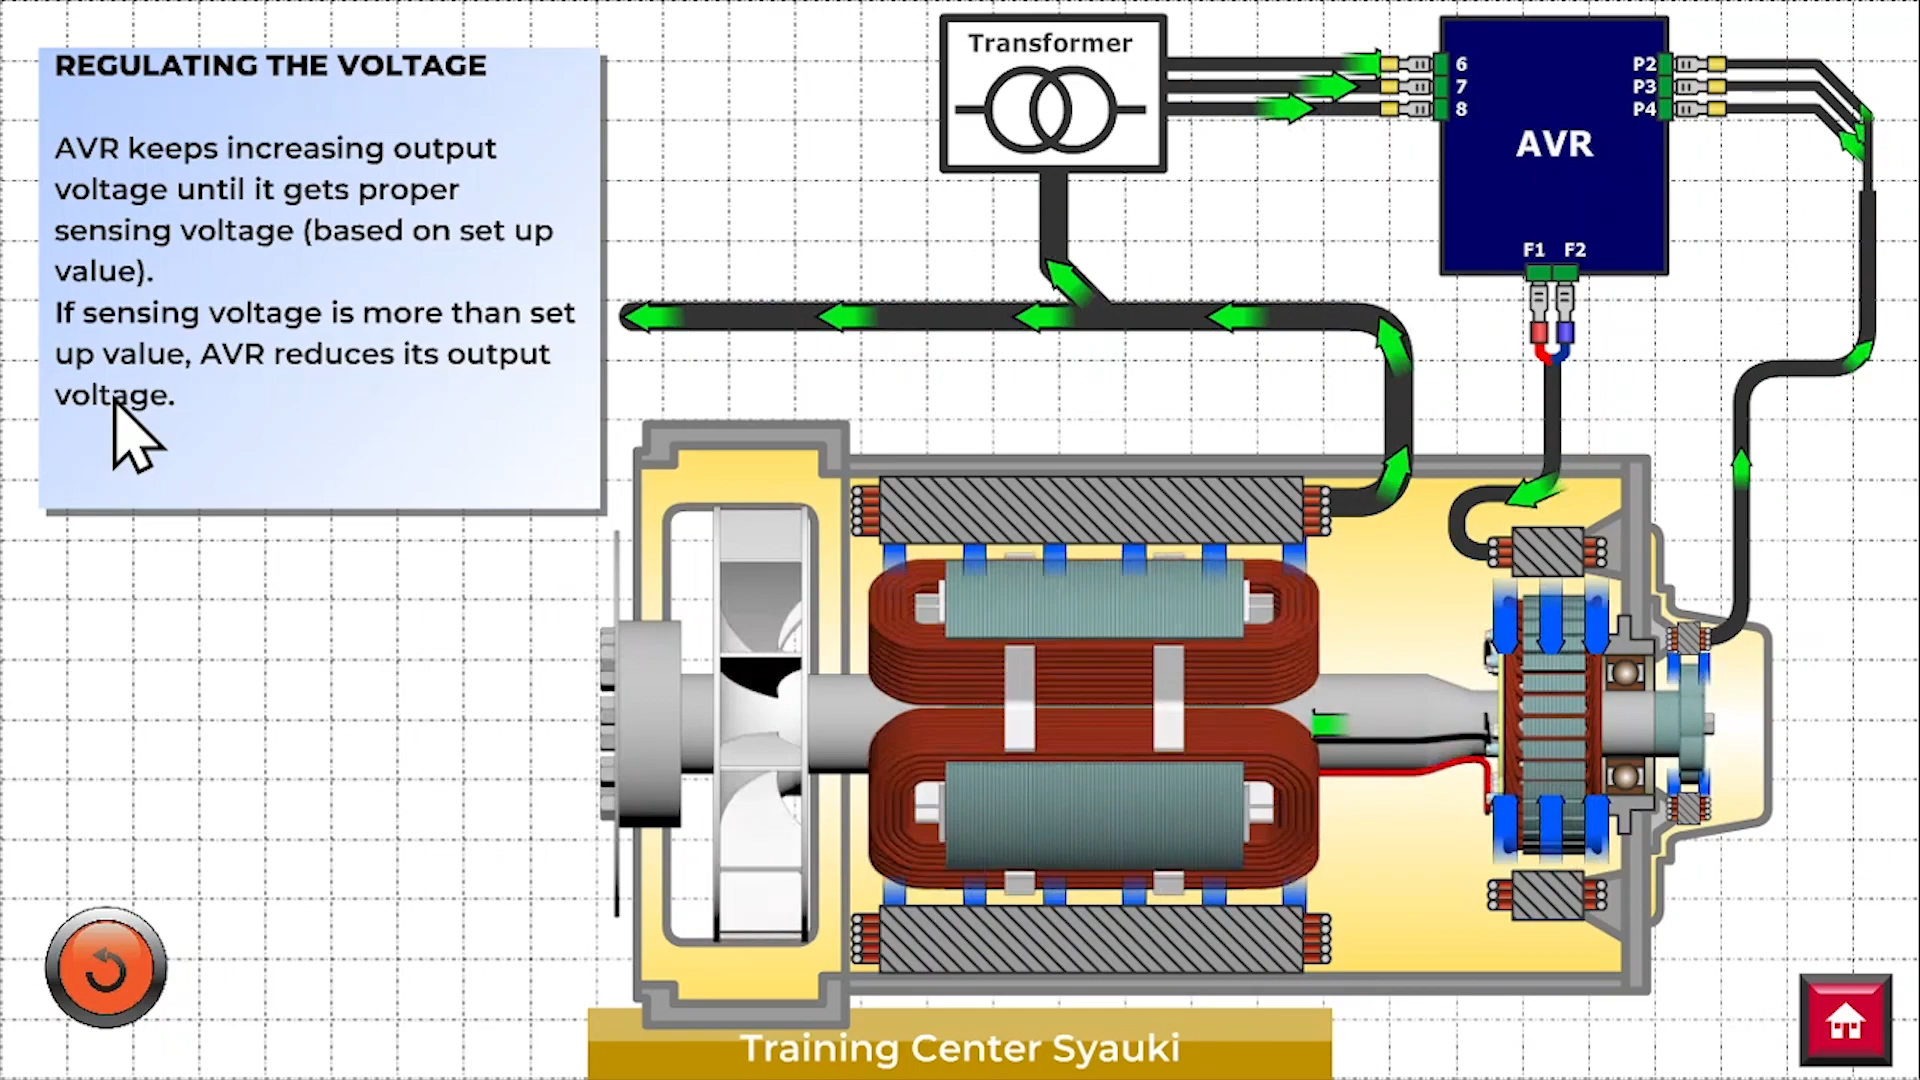 REGULATING THE VOLTAGE
AVR keeps increasing output
voltage until it gets proper
sensing voltage (based on set up
value).
If sensing voltage is more than set
up value, AVR reduces its output
voltage.
Transformer
6
7
8
P2
P3
P4
AVR
F1 F2
Training Center Syauki